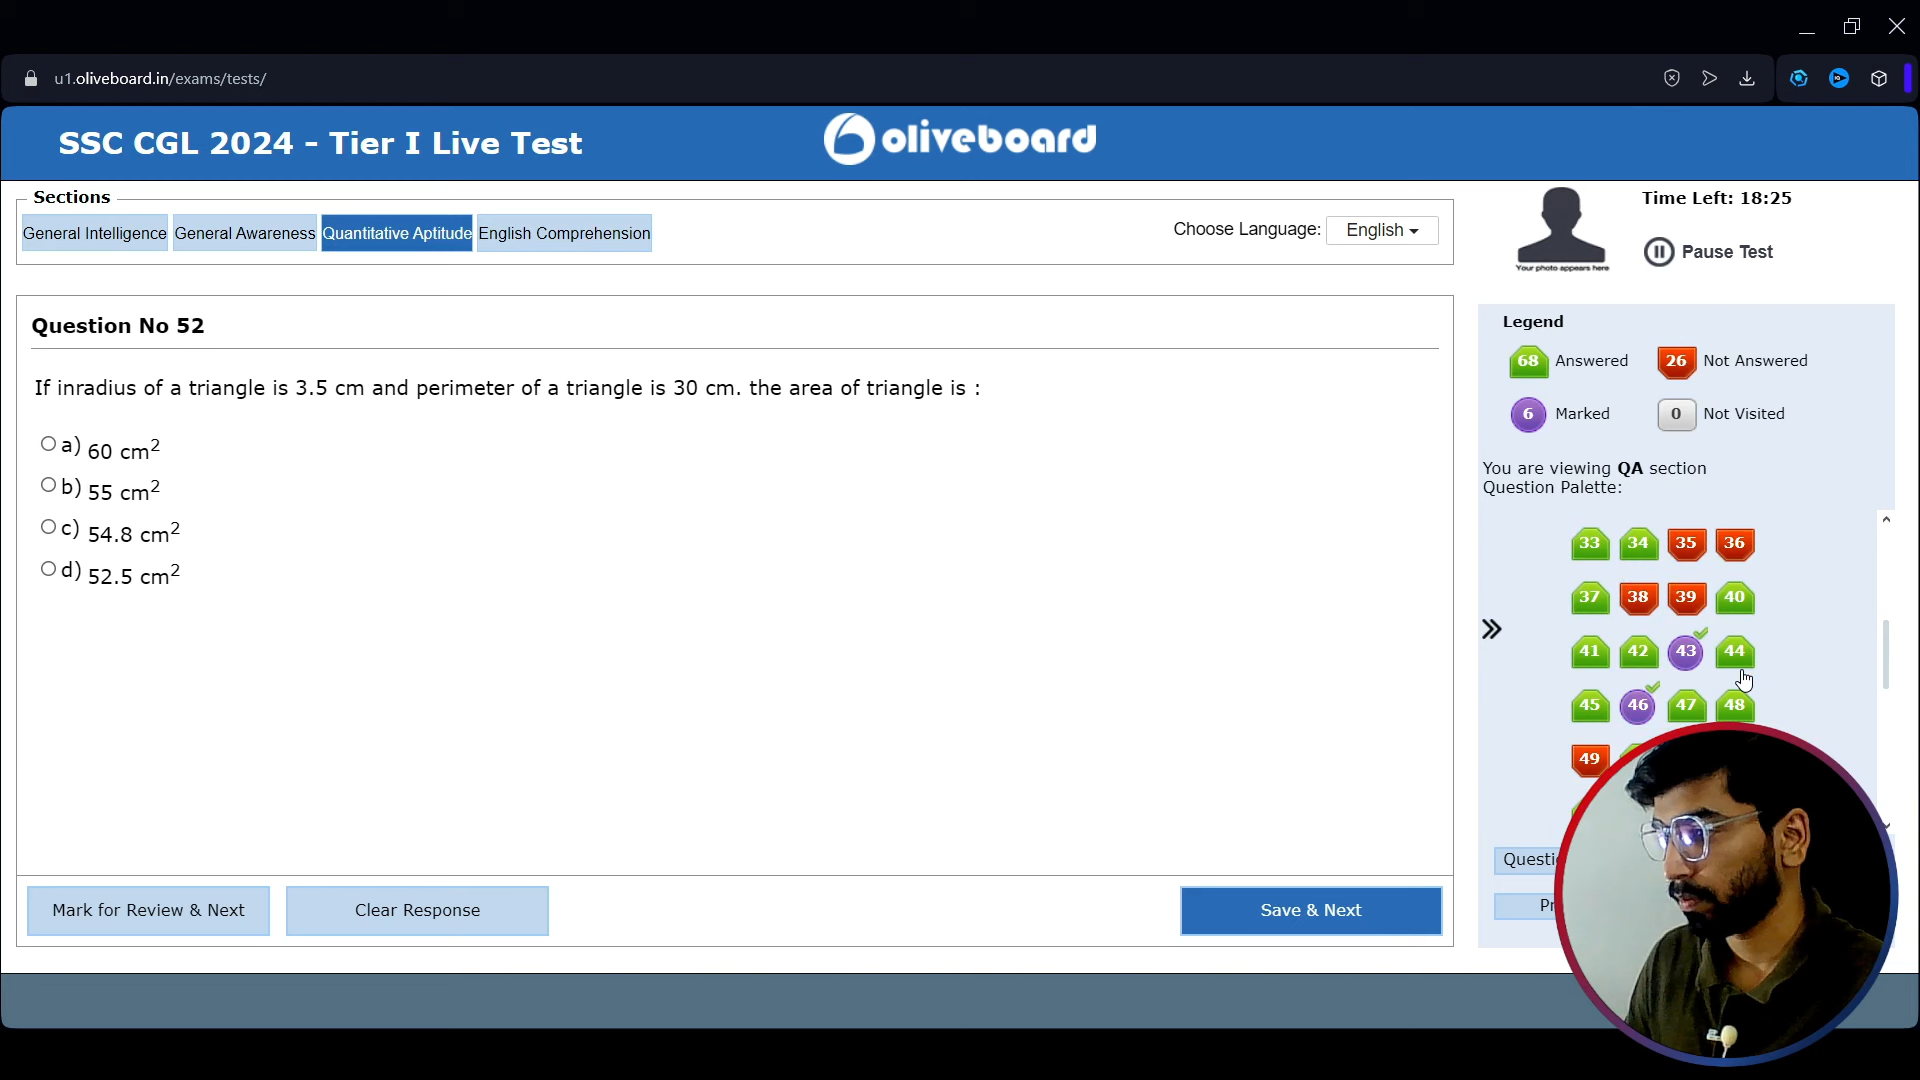 u1.oliveboard.in/exams/tests/
SSC CGL 2024 - Tier I Live Test
oliveboard
Sections
General Intelligence General Awareness Quantitative Aptitude English Comprehension
Choose Language: English
Your photo appears here
Time Left: 18:25
Pause Test
Question No 52
If inradius of a triangle is 3.5 cm and perimeter of a triangle is 30 cm. the area of triangle is :
a) 60 cm²
b) 55 cm²
c) 54.8 cm²
d) 52.5 cm²
Mark for Review & Next
Clear Response
Save & Next
Legend
68 Answered 26 Not Answered
6 Marked 0 Not Visited
You are viewing QA section
Question Palette:
33 34 35 36
37 38 39 40
41 42 43 44
45 46 47 48
49